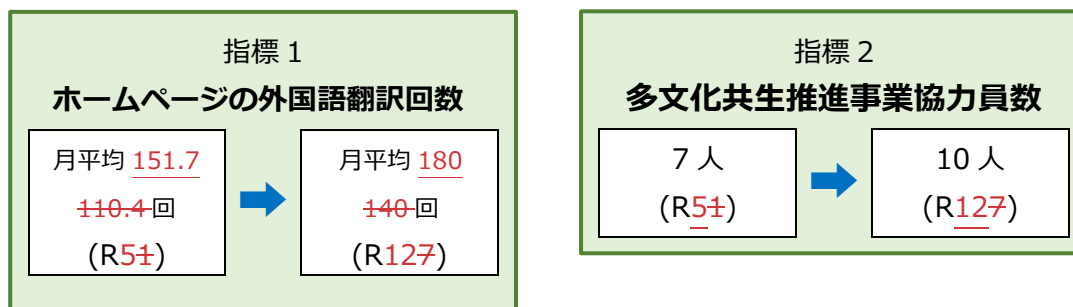 指標1
ホームページの外国語翻訳回数
月平均 151.7
110.4 回
(R51)
月平均 180
140 回
(R127)
指標2
多文化共生推進事業協力員数
7 人
(R51)
10 人
(R127)